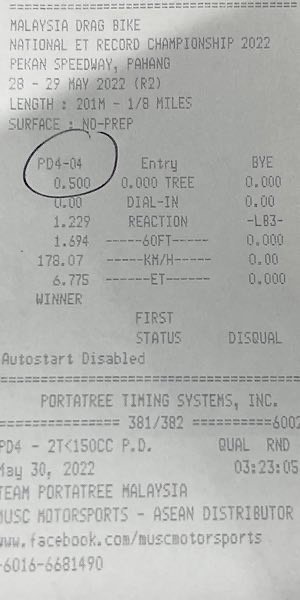 MALAYSIA DRAG BIKE
NATIONAL ET RECORD CHAMPIONSHIP 2022
PEKAN SPEEDWAY, PAHANG
28 - 29 MAY 2022 (R2)
LENGTH : 201M - 1/8 MILES
SURFACE : NO-PREP
PD4-04 Entry BYE
0.500 0.000 TREE 0.000
0.00 DIAL-IN 0.00
1.229 REACTION -LB3-
1.694 -----60FT----- 0.000
178.07 -----KM/H----- 0.00
6.775 ------ET------ 0.000
WINNER
FIRST
STATUS DISQUAL
Autostart Disabled
PORTATREE TIMING SYSTEMS, INC.
=============== 381/382 ==========6002
PD4 - 2T<150CC P.D. QUAL RND
May 30, 2022 03:23:05
TEAM PORTATREE MALAYSIA
MUSC MOTORSPORTS - ASEAN DISTRIBUTOR
www.facebook.com/muscmotorsports
-6016-6681490